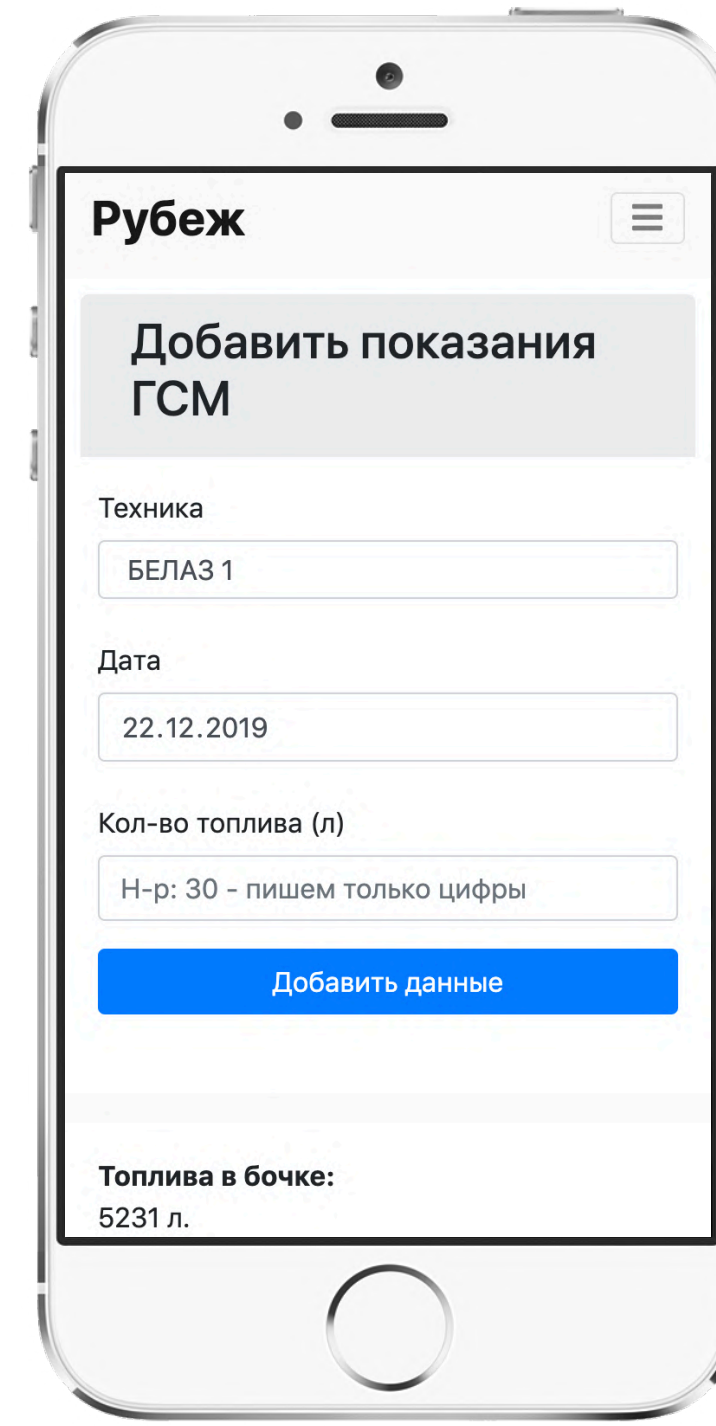 Рубеж
Добавить показания
ГСМ
Техника
БЕЛАЗ 1
Дата
22.12.2019
Кол-во топлива (л)
Н-р: 30 - пишем только цифры
Добавить данные
Топлива в бочке:
5231 л.